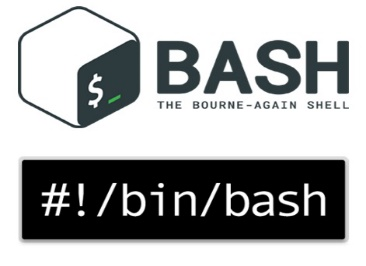 $_
BASH
THE BOURNE-AGAIN SHELL
#!/bin/bash